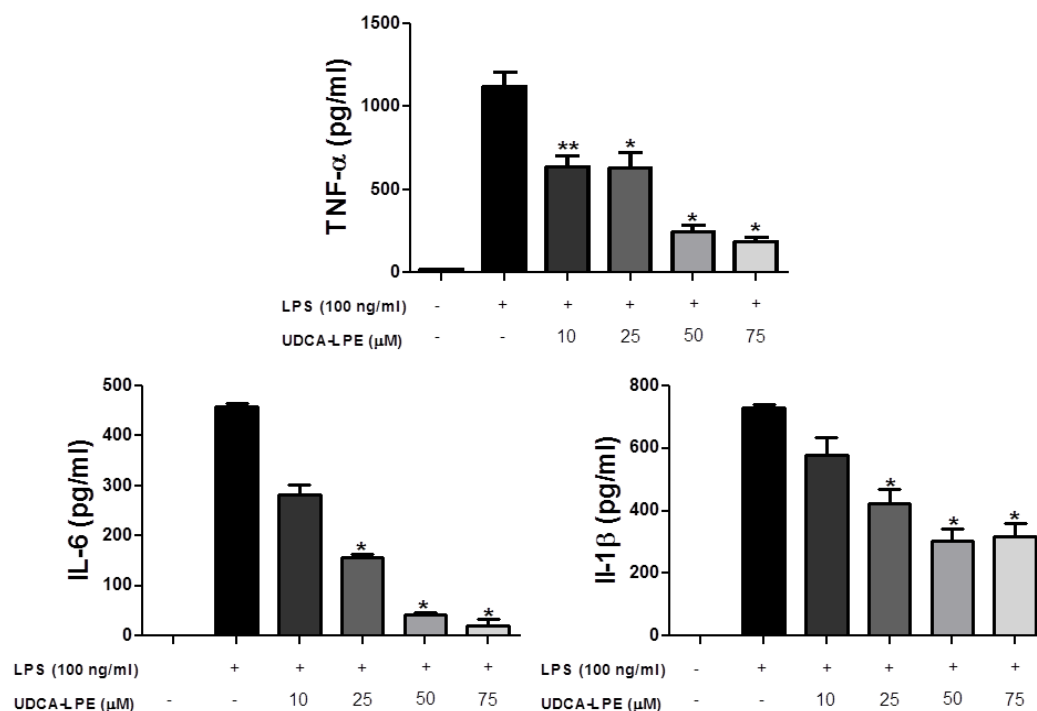 1500
1000
500
0
TNF-α (pg/ml)
** * * *
LPS (100 ng/ml) - + + + + +
UDCA-LPE (μM) - - 10 25 50 75
500
400
300
200
100
0
IL-6 (pg/ml)
* * *
LPS (100 ng/ml) - + + + + +
UDCA-LPE (μM) - - 10 25 50 75
800
600
400
200
0
Il-1β (pg/ml)
* * *
LPS (100 ng/ml) - + + + + +
UDCA-LPE (μM) - - 10 25 50 75